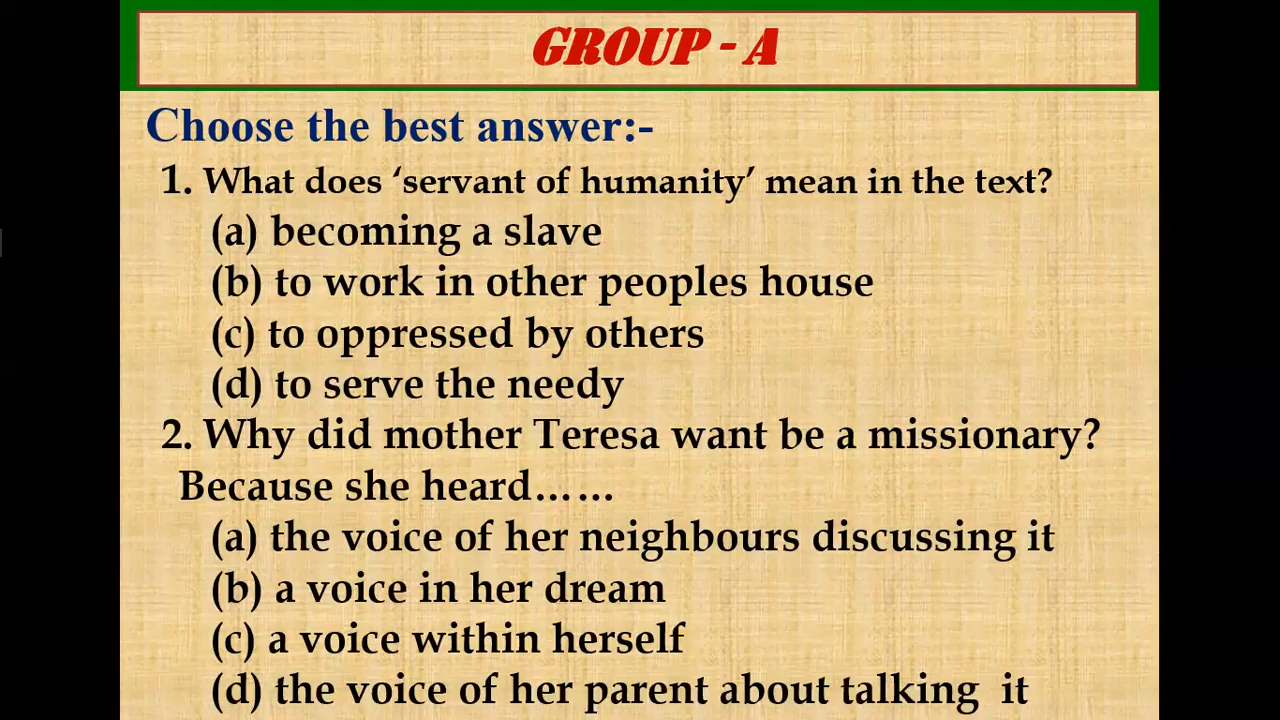 GROUP - A
Choose the best answer:-
1. What does ‘servant of humanity’ mean in the text?
(a) becoming a slave
(b) to work in other peoples house
(c) to oppressed by others
(d) to serve the needy
2. Why did mother Teresa want be a missionary?
Because she heard……
(a) the voice of her neighbours discussing it
(b) a voice in her dream
(c) a voice within herself
(d) the voice of her parent about talking it